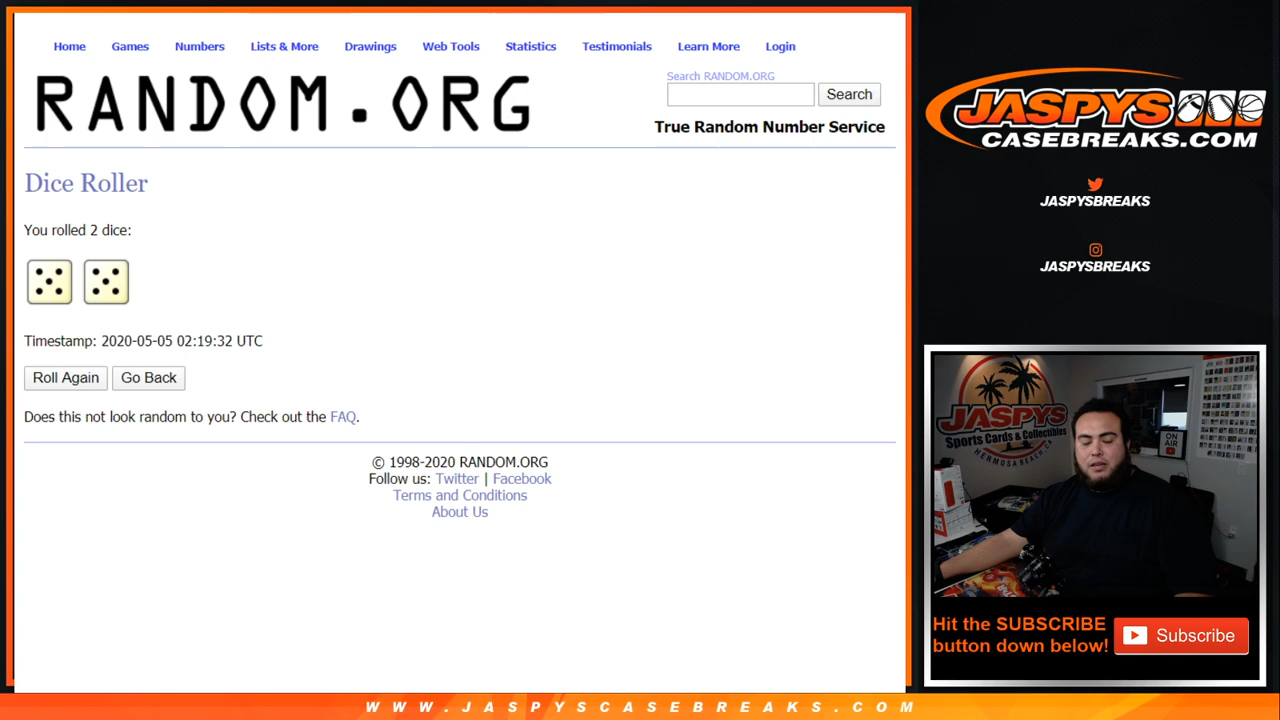 Home Games Numbers Lists & More Drawings Web Tools Statistics Testimonials Learn More Login
RANDOM.ORG
Search RANDOM.ORG
Search
True Random Number Service
Dice Roller
You rolled 2 dice:
Timestamp: 2020-05-05 02:19:32 UTC
Roll Again Go Back
Does this not look random to you? Check out the FAQ.
© 1998-2020 RANDOM.ORG
Follow us: Twitter | Facebook
Terms and Conditions
About Us
JASPYS
CASEBREAKS.COM
JASPYSBREAKS
JASPYSBREAKS
JASPYS
Sports Cards & Collectibles
HERMOSA BEACH, CA
ON AIR
Hit the SUBSCRIBE
button down below!
Subscribe
WWW.JASPYSCASEBREAKS.COM